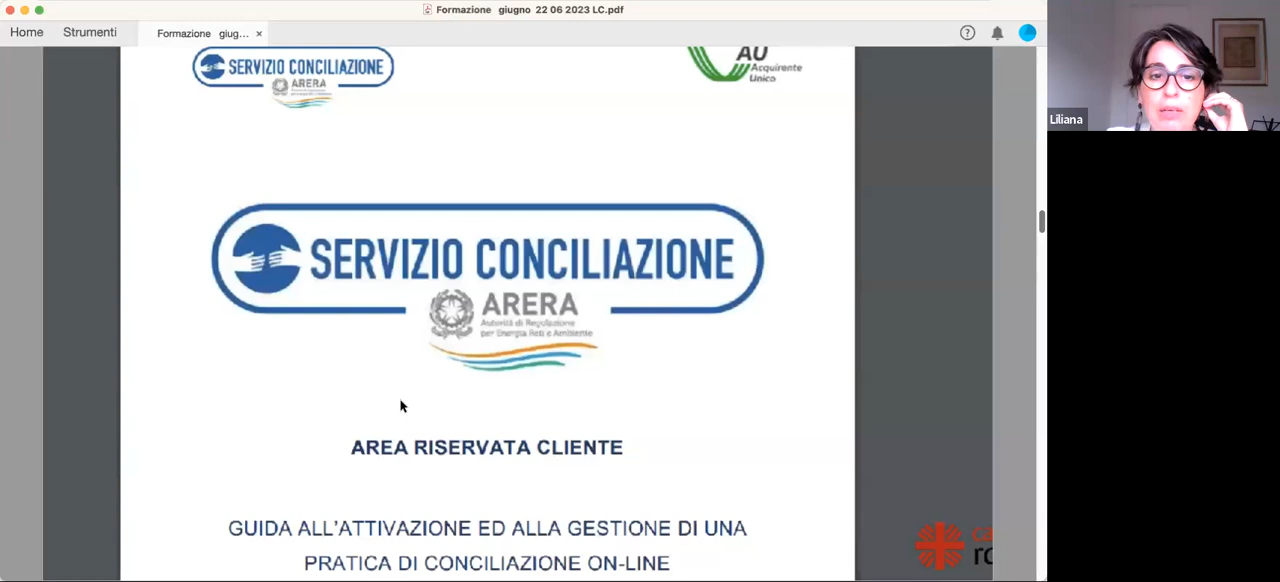 Formazione giugno 22 06 2023 LC.pdf
Home Strumenti Formazione giug... ×
?
SERVIZIO CONCILIAZIONE
ARERA
AU
Acquirente
Unico
Liliana
SERVIZIO CONCILIAZIONE
ARERA
Autorità di Regolazione
per Energia Reti e Ambiente
AREA RISERVATA CLIENTE
GUIDA ALL'ATTIVAZIONE ED ALLA GESTIONE DI UNA
PRATICA DI CONCILIAZIONE ON-LINE
ca
ro